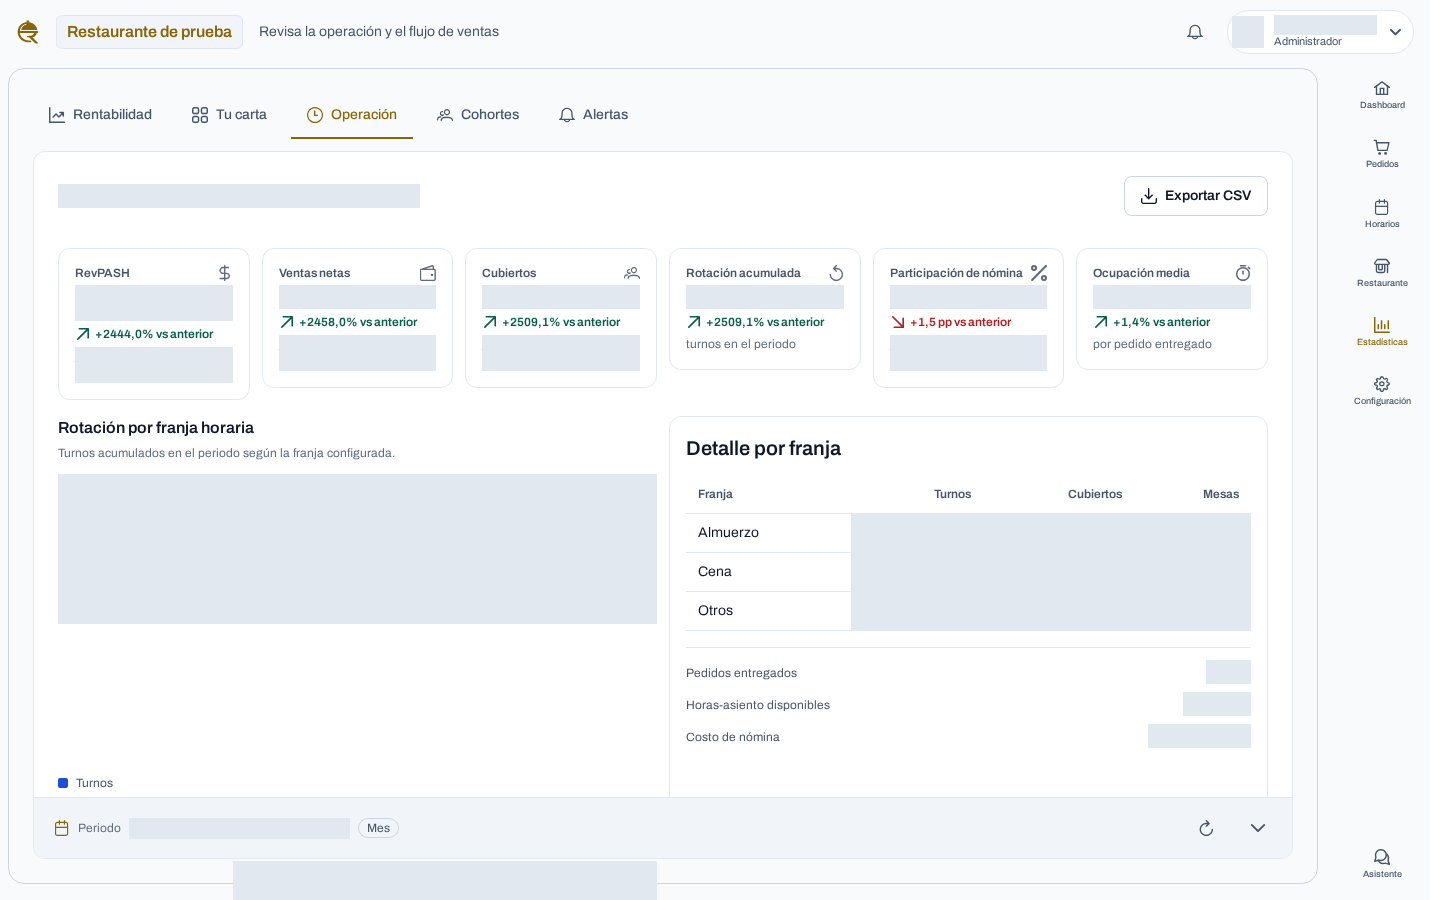 Restaurante de prueba
Revisa la operación y el flujo de ventas
Administrador
Rentabilidad
Tu carta
Operación
Cohortes
Alertas
Exportar CSV
RevPASH
+2444,0% vs anterior
Ventas netas
+2458,0% vs anterior
Cubiertos
+2509,1% vs anterior
Rotación acumulada
+2509,1% vs anterior
turnos en el periodo
Participación de nómina
+1,5 pp vs anterior
Ocupación media
+1,4% vs anterior
por pedido entregado
Rotación por franja horaria
Turnos acumulados en el periodo según la franja configurada.
Turnos
Detalle por franja
Franja Turnos Cubiertos Mesas
Almuerzo
Cena
Otros
Pedidos entregados
Horas-asiento disponibles
Costo de nómina
Periodo
Mes
Dashboard
Pedidos
Horarios
Restaurante
Estadísticas
Configuración
Asistente